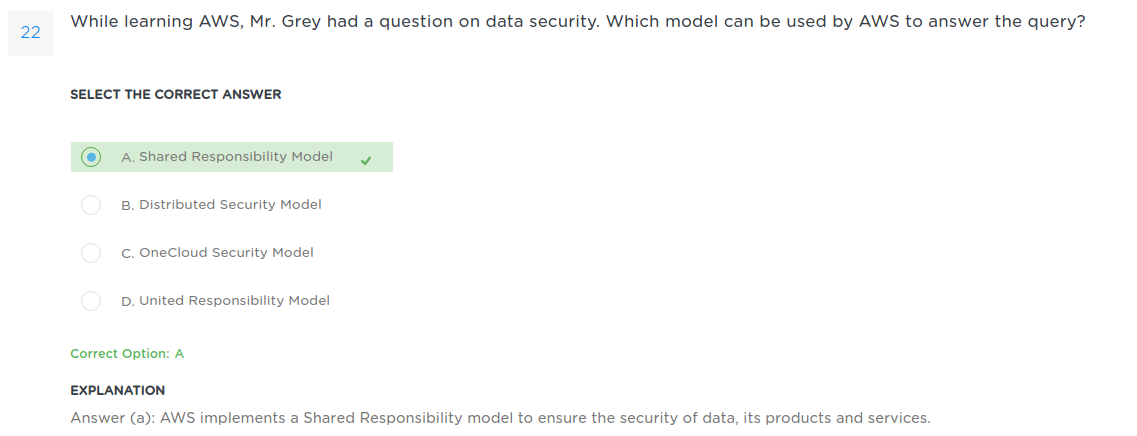 22
While learning AWS, Mr. Grey had a question on data security. Which model can be used by AWS to answer the query?
SELECT THE CORRECT ANSWER
A. Shared Responsibility Model
B. Distributed Security Model
C. OneCloud Security Model
D. United Responsibility Model
Correct Option: A
EXPLANATION
Answer (a): AWS implements a Shared Responsibility model to ensure the security of data, its products and services.